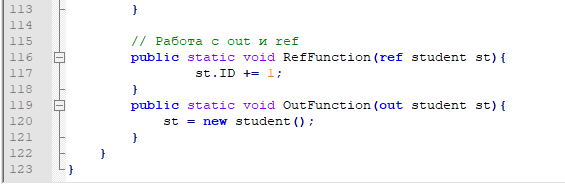 113 }
114
115 // Работа с out и ref
116 public static void RefFunction(ref student st){
117 st.ID += 1;
118 }
119 public static void OutFunction(out student st){
120 st = new student();
121 }
122 }
123 }